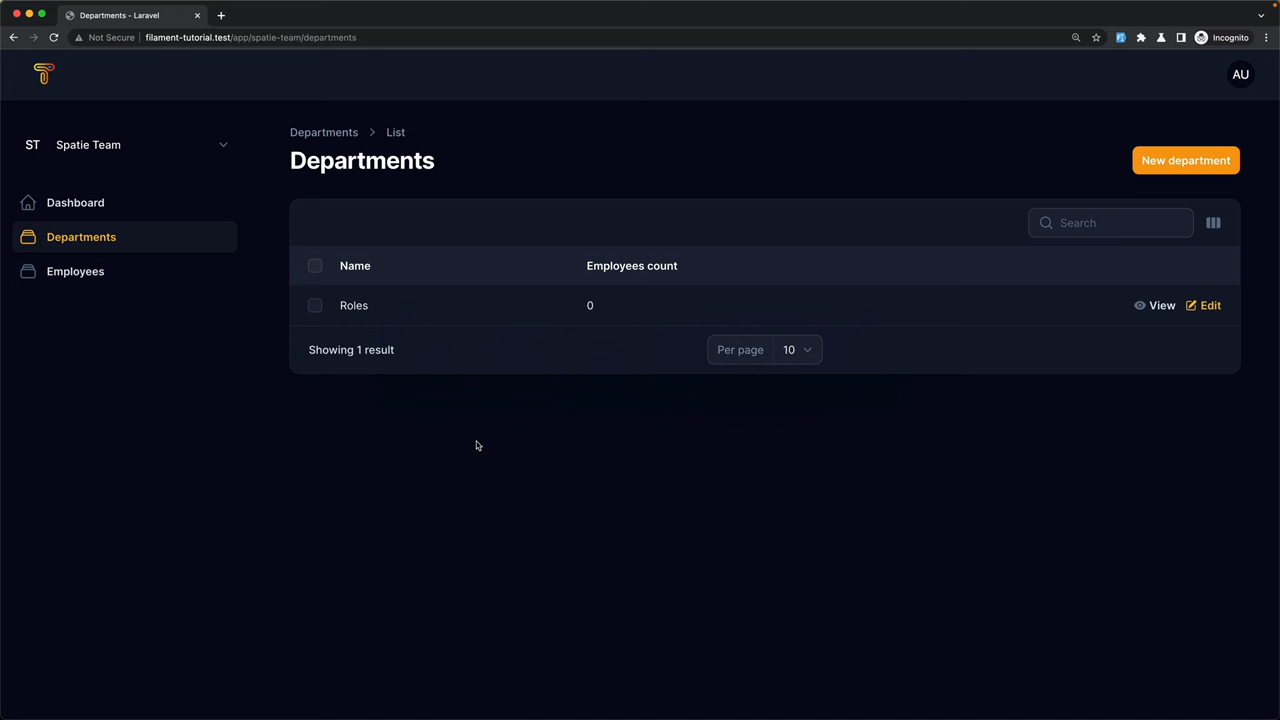 Departments - Laravel
Not Secure filament-tutorial.test/app/spatie-team/departments Incognito
AU
ST Spatie Team
Dashboard
Departments
Employees
Departments > List
Departments
New department
Search
Name Employees count
Roles 0 View Edit
Showing 1 result Per page 10